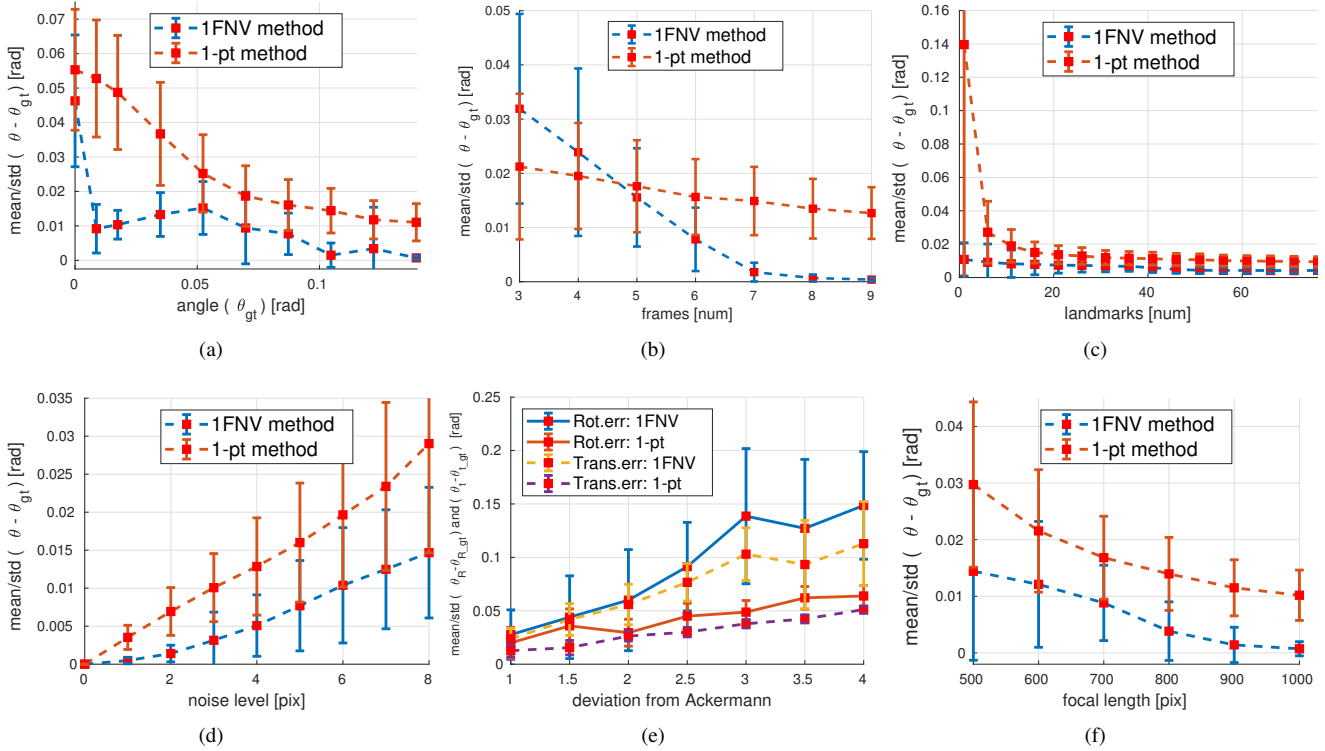 1FNV method
1-pt method
mean/std ( θ - θgt) [rad]
0.07
0.06
0.05
0.04
0.03
0.02
0.01
0
0 0.05 0.1
angle ( θgt) [rad]
(a)
1FNV method
1-pt method
mean/std ( θ - θgt) [rad]
0.05
0.04
0.03
0.02
0.01
0
3 4 5 6 7 8 9
frames [num]
(b)
1FNV method
1-pt method
mean/std ( θ - θgt) [rad]
0.16
0.14
0.12
0.1
0.08
0.06
0.04
0.02
0
0 20 40 60
landmarks [num]
(c)
1FNV method
1-pt method
mean/std ( θ - θgt) [rad]
0.035
0.03
0.025
0.02
0.015
0.01
0.005
0
0 2 4 6 8
noise level [pix]
(d)
Rot.err: 1FNV
Rot.err: 1-pt
Trans.err: 1FNV
Trans.err: 1-pt
mean/std ( θR-θR_gt) and ( θt-θt_gt) [rad]
0.25
0.2
0.15
0.1
0.05
0
1 1.5 2 2.5 3 3.5 4
deviation from Ackermann
(e)
1FNV method
1-pt method
mean/std ( θ - θgt) [rad]
0.04
0.03
0.02
0.01
0
500 600 700 800 900 1000
focal length [pix]
(f)